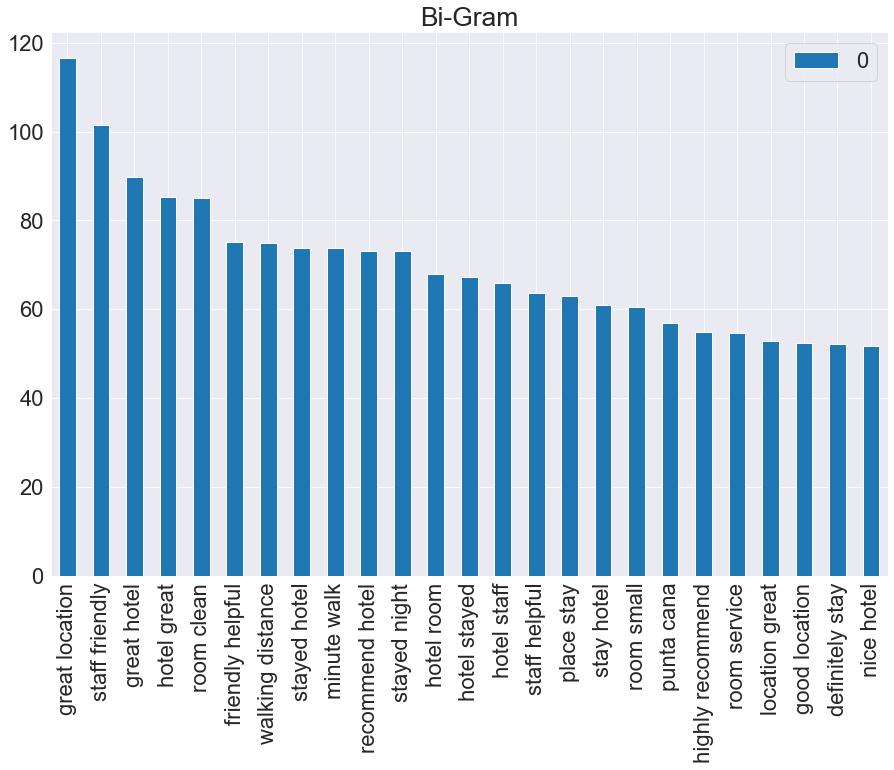 Bi-Gram
0
120
100
80
60
40
20
0
great location
staff friendly
great hotel
hotel great
room clean
friendly helpful
walking distance
stayed hotel
minute walk
recommend hotel
stayed night
hotel room
hotel stayed
hotel staff
staff helpful
place stay
stay hotel
room small
punta cana
highly recommend
room service
location great
good location
definitely stay
nice hotel